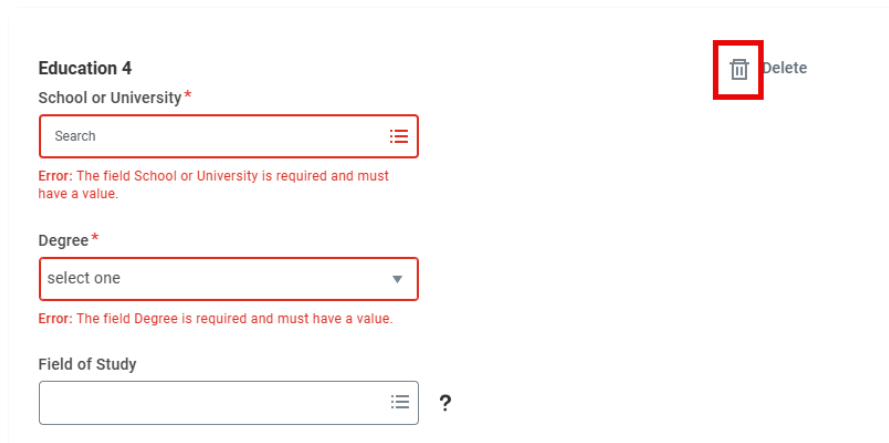 Education 4
Delete
School or University*
Search
Error: The field School or University is required and must
have a value.
Degree*
select one
Error: The field Degree is required and must have a value.
Field of Study
?